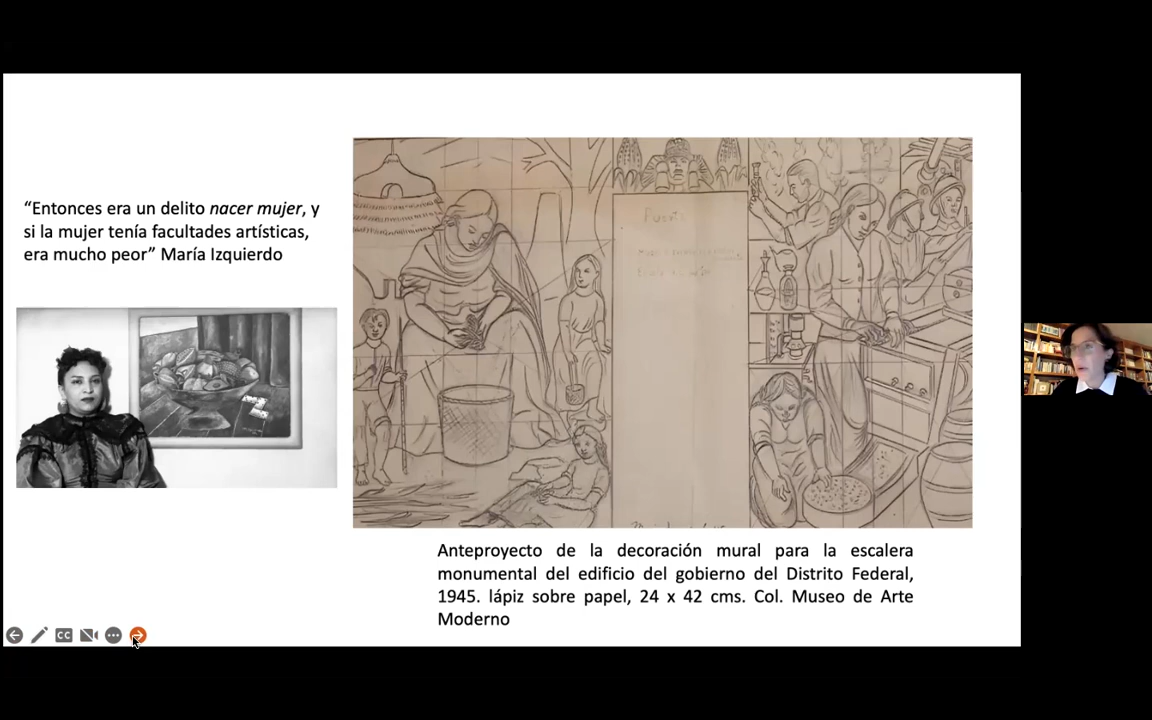 “Entonces era un delito nacer mujer, y
si la mujer tenía facultades artísticas,
era mucho peor” María Izquierdo
Puerta
Anteproyecto de la decoración mural para la escalera
monumental del edificio del gobierno del Distrito Federal,
1945. lápiz sobre papel, 24 x 42 cms. Col. Museo de Arte
Moderno
CC